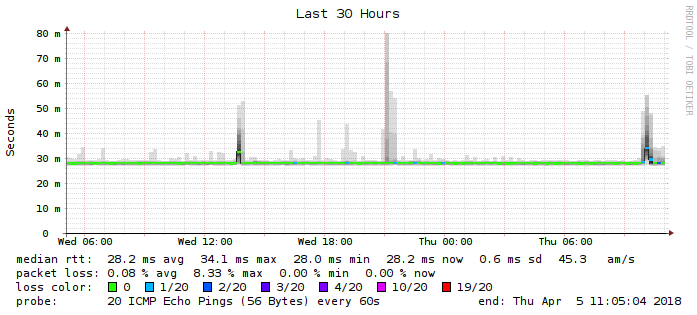 Last 30 Hours
RRDTOOL / TOBI OETIKER
Seconds
80 m
70 m
60 m
50 m
40 m
30 m
20 m
10 m
0
Wed 06:00 Wed 12:00 Wed 18:00 Thu 00:00 Thu 06:00
median rtt: 28.2 ms avg 34.1 ms max 28.0 ms min 28.2 ms now 0.6 ms sd 45.3 am/s
packet loss: 0.08 % avg 8.33 % max 0.00 % min 0.00 % now
loss color: 0 1/20 2/20 3/20 4/20 10/20 19/20
probe: 20 ICMP Echo Pings (56 Bytes) every 60s end: Thu Apr 5 11:05:04 2018